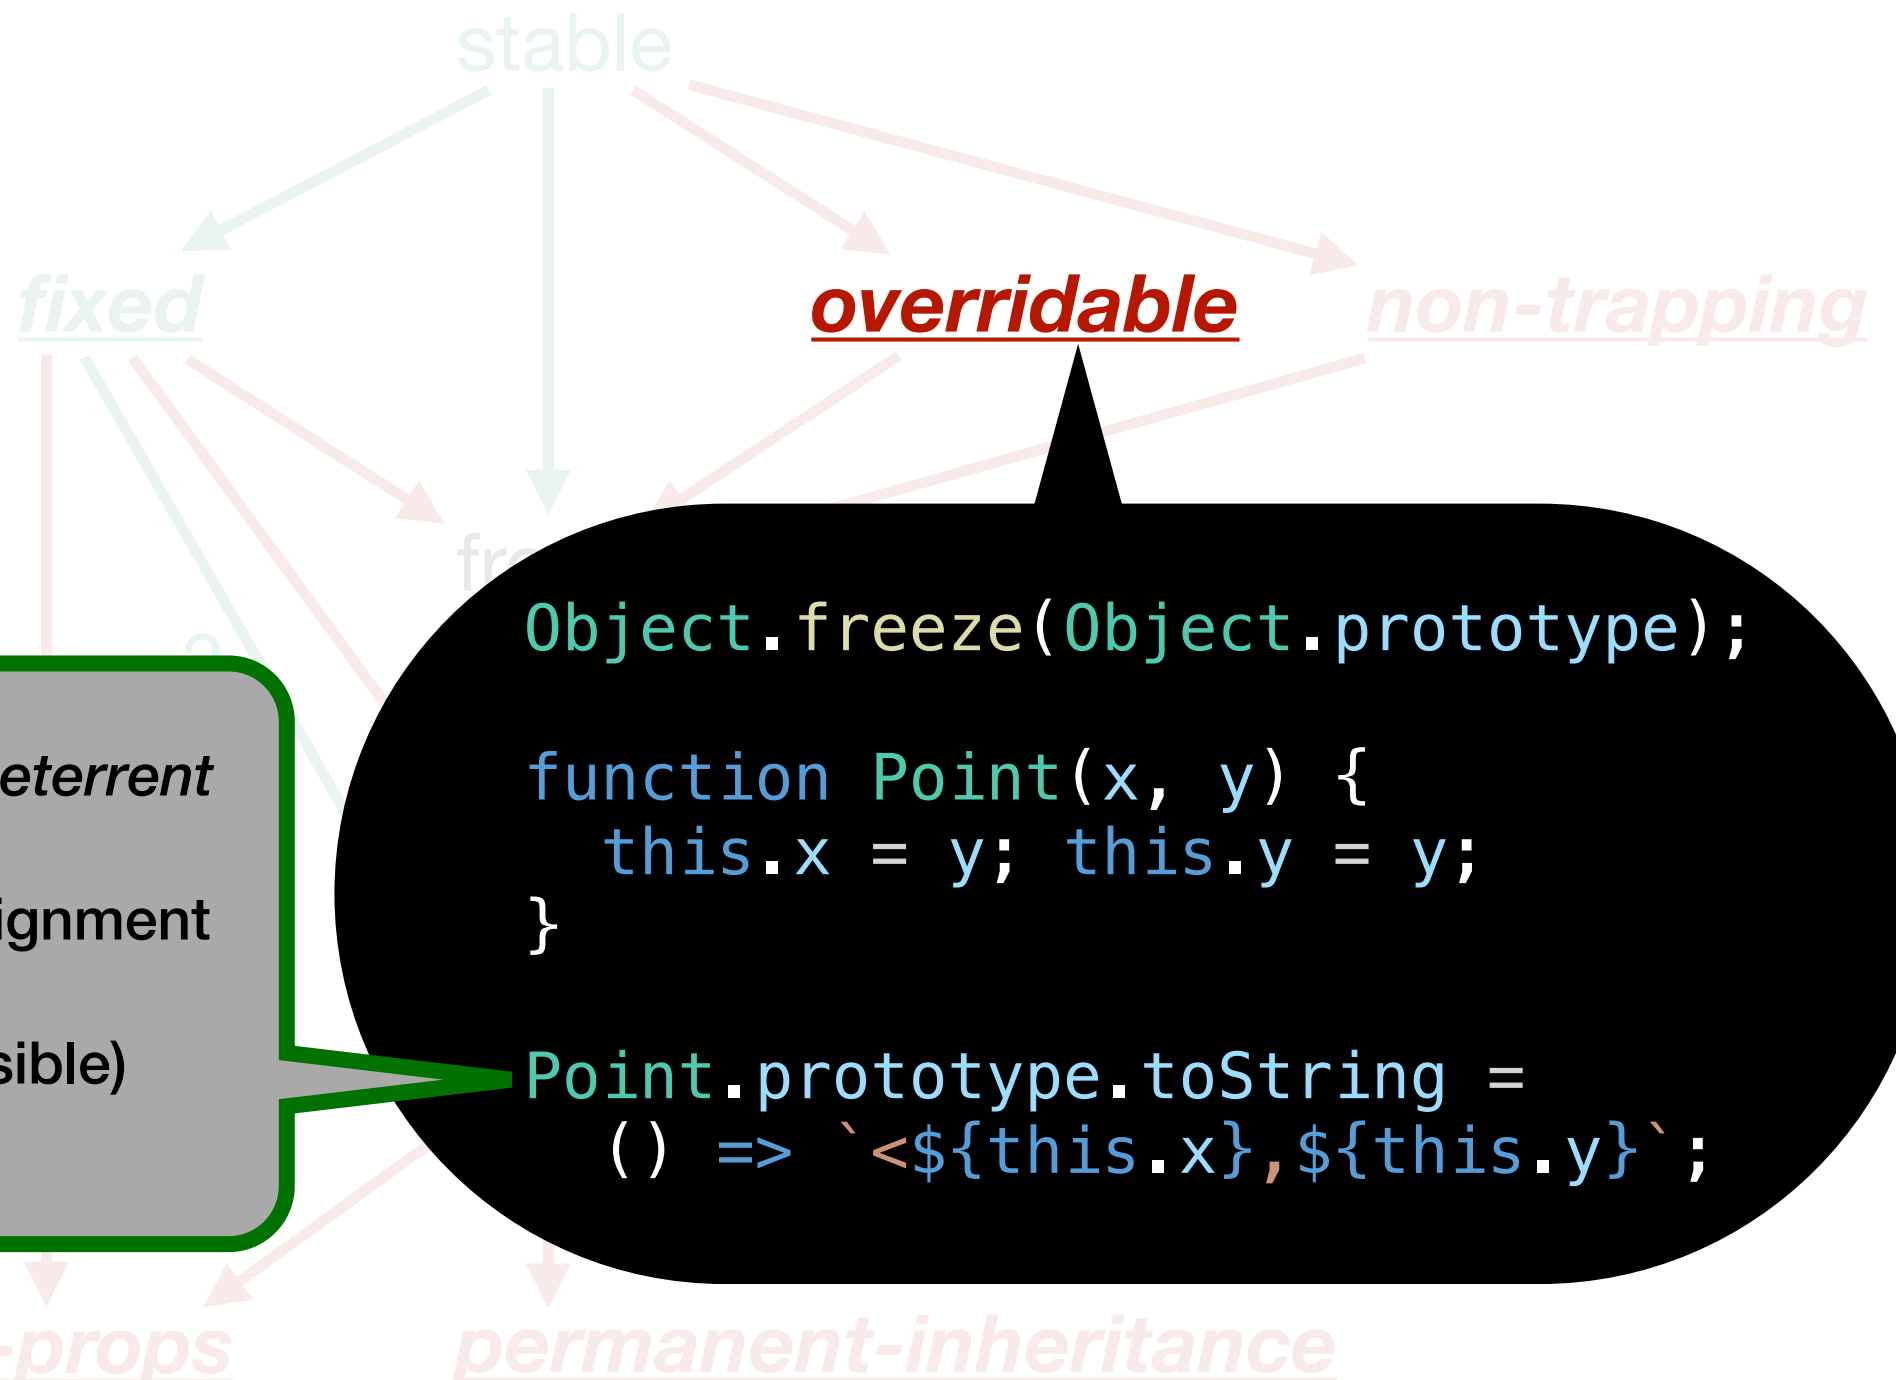 stable
fixed
overridable
non-trapping
?
Object.freeze(Object.prototype);
function Point(x, y) {
  this.x = y; this.y = y;
}
Point.prototype.toString =
  () => `<${this.x},${this.y}`;
eterrent
ignment
sible)
-props
permanent-inheritance